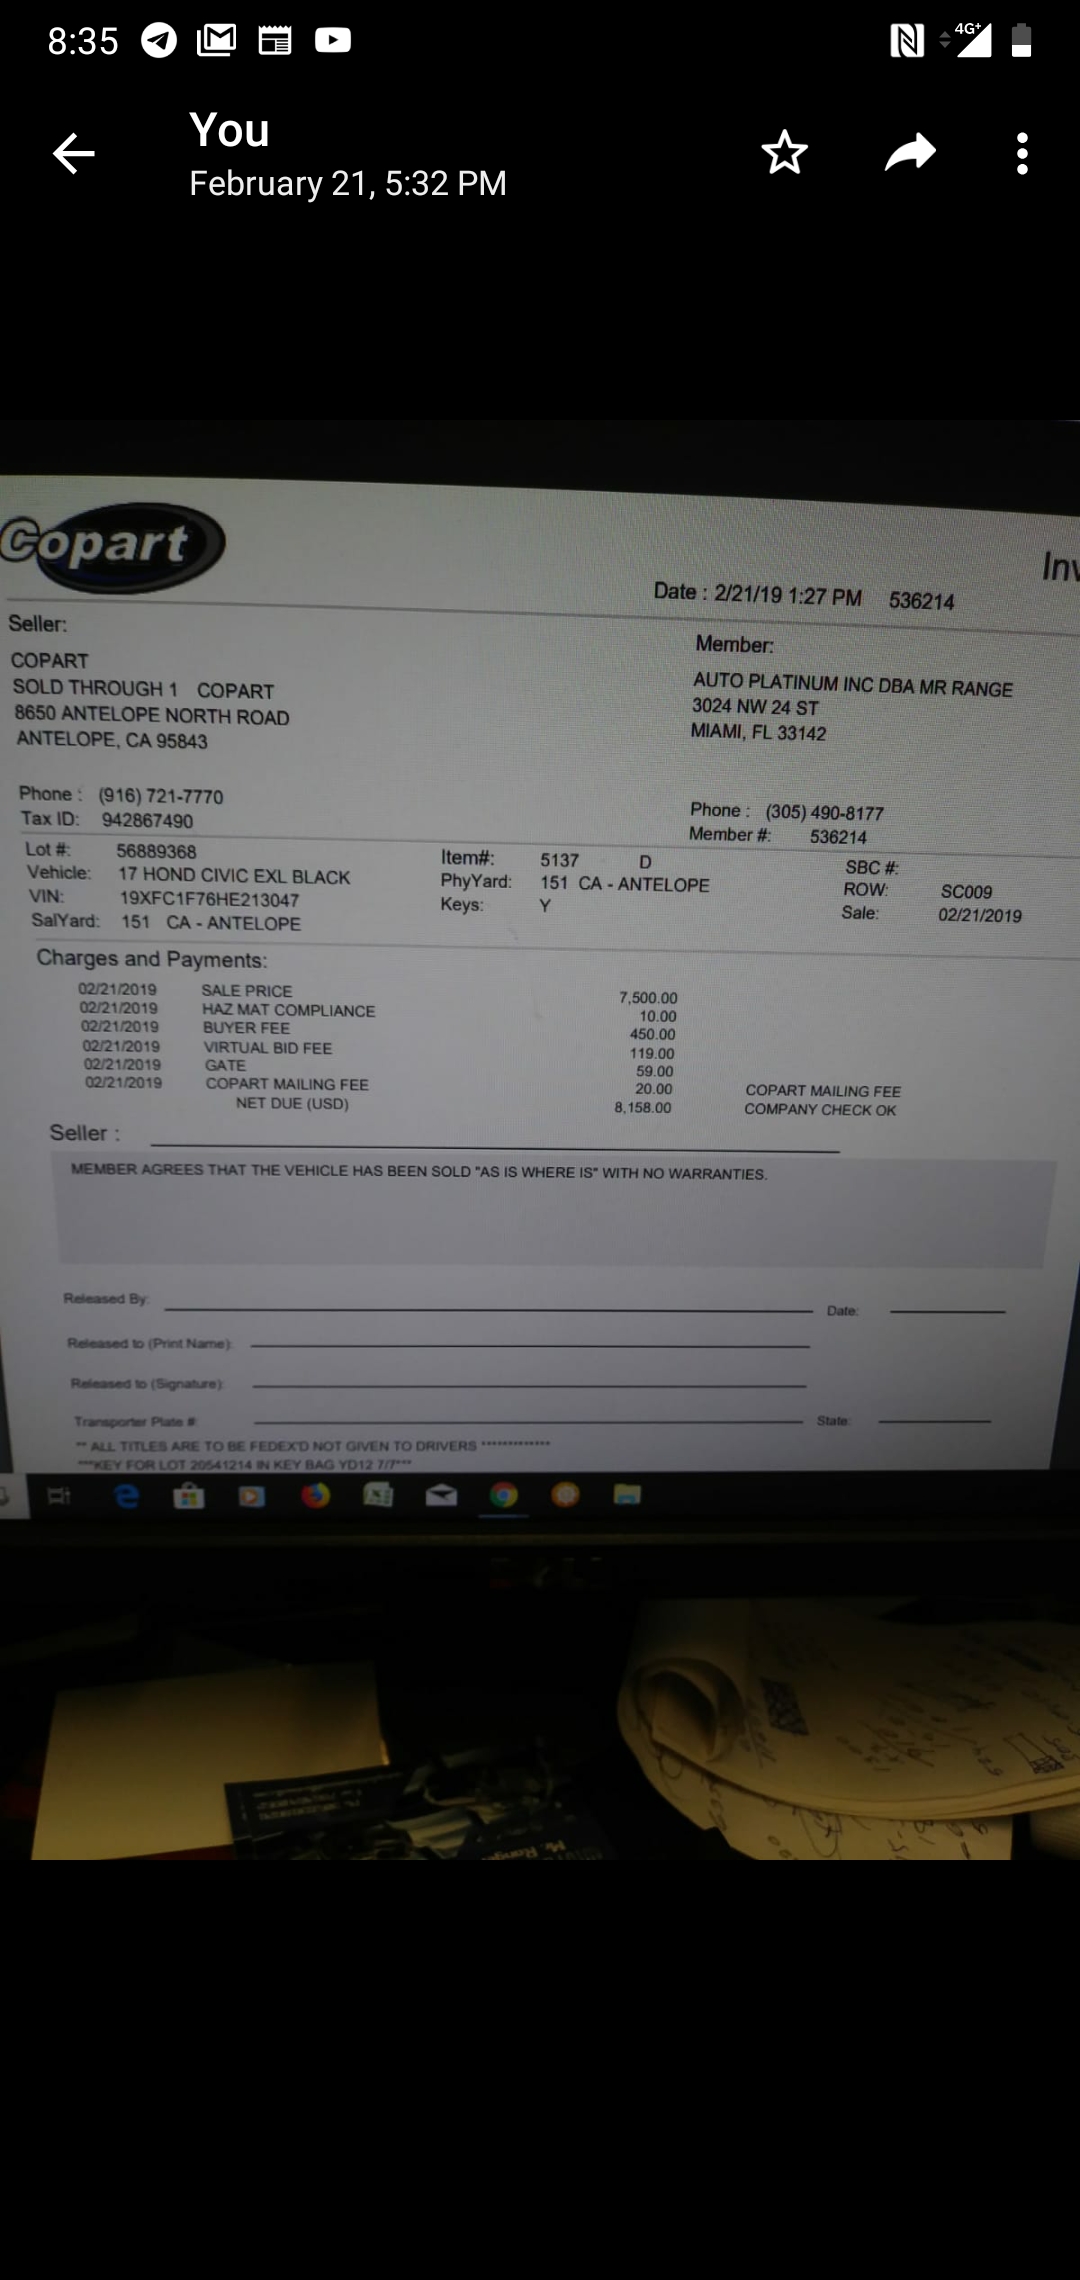 8:35
4G+
You
February 21, 5:32 PM
Copart
Inv
Date : 2/21/19 1:27 PM 536214
Seller:
Member:
COPART
SOLD THROUGH 1 COPART
8650 ANTELOPE NORTH ROAD
ANTELOPE, CA 95843
AUTO PLATINUM INC DBA MR RANGE
3024 NW 24 ST
MIAMI, FL 33142
Phone : (916) 721-7770
Tax ID: 942867490
Phone : (305) 490-8177
Member #: 536214
Lot #: 56889368
Vehicle: 17 HOND CIVIC EXL BLACK
VIN: 19XFC1F76HE213047
SalYard: 151 CA - ANTELOPE
Item#: 5137 D
PhyYard: 151 CA - ANTELOPE
Keys: Y
SBC #:
ROW: SC009
Sale: 02/21/2019
Charges and Payments:
02/21/2019 SALE PRICE 7,500.00
02/21/2019 HAZ MAT COMPLIANCE 10.00
02/21/2019 BUYER FEE 450.00
02/21/2019 VIRTUAL BID FEE 119.00
02/21/2019 GATE 59.00
02/21/2019 COPART MAILING FEE 20.00 COPART MAILING FEE
NET DUE (USD) 8,158.00 COMPANY CHECK OK
Seller :
MEMBER AGREES THAT THE VEHICLE HAS BEEN SOLD "AS IS WHERE IS" WITH NO WARRANTIES.
Released By: Date:
Released to (Print Name):
Released to (Signature):
Transporter Plate #: State:
** ALL TITLES ARE TO BE FEDEX'D NOT GIVEN TO DRIVERS *************
***KEY FOR LOT 20541214 IN KEY BAG YD12 7/7***